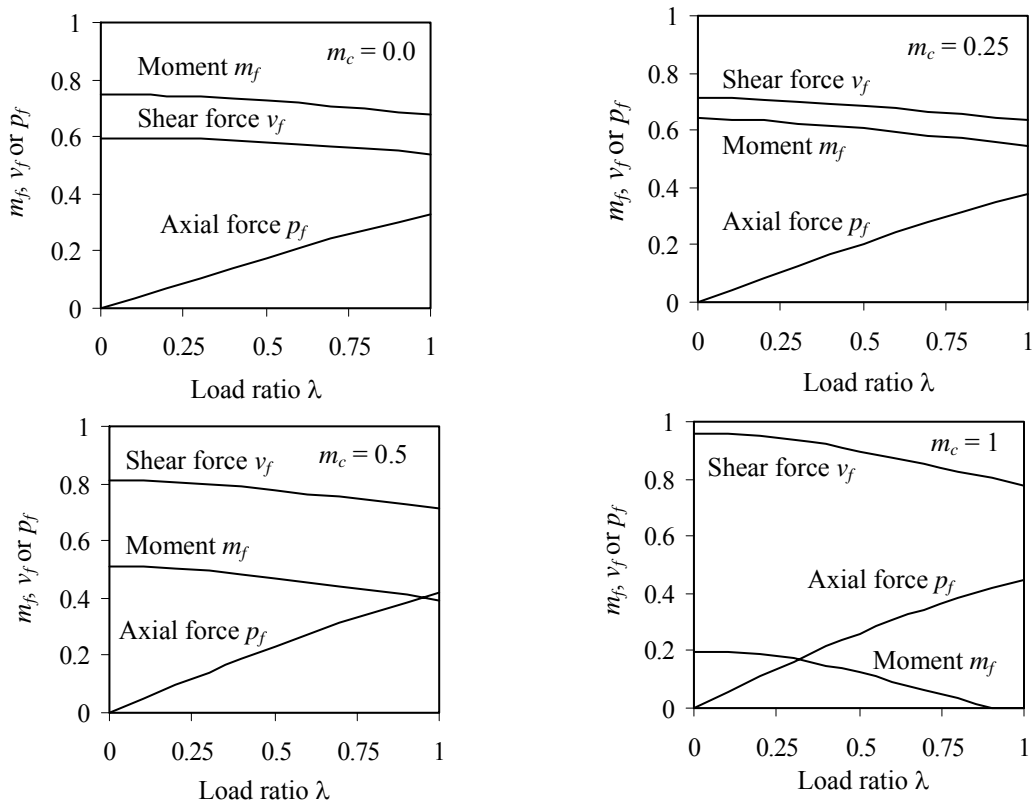 m_c = 0.0
Moment m_f
Shear force v_f
Axial force p_f
m_f, v_f or p_f
1
0.8
0.6
0.4
0.2
0
0 0.25 0.5 0.75 1
Load ratio λ
m_c = 0.25
Shear force v_f
Moment m_f
Axial force p_f
m_f, v_f or p_f
1
0.8
0.6
0.4
0.2
0
0 0.25 0.5 0.75 1
Load ratio λ
m_c = 0.5
Shear force v_f
Moment m_f
Axial force p_f
m_f, v_f or p_f
1
0.8
0.6
0.4
0.2
0
0 0.25 0.5 0.75 1
Load ratio λ
m_c = 1
Shear force v_f
Axial force p_f
Moment m_f
m_f, v_f or p_f
1
0.8
0.6
0.4
0.2
0
0 0.25 0.5 0.75 1
Load ratio λ